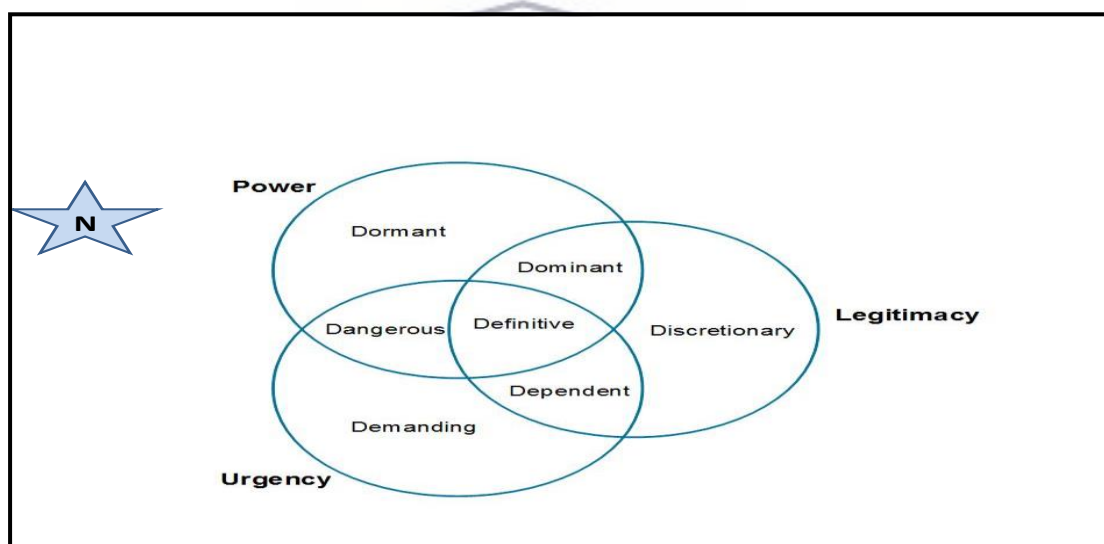 Power
N
Dormant
Dominant
Legitimacy
Dangerous
Definitive
Discretionary
Dependent
Demanding
Urgency